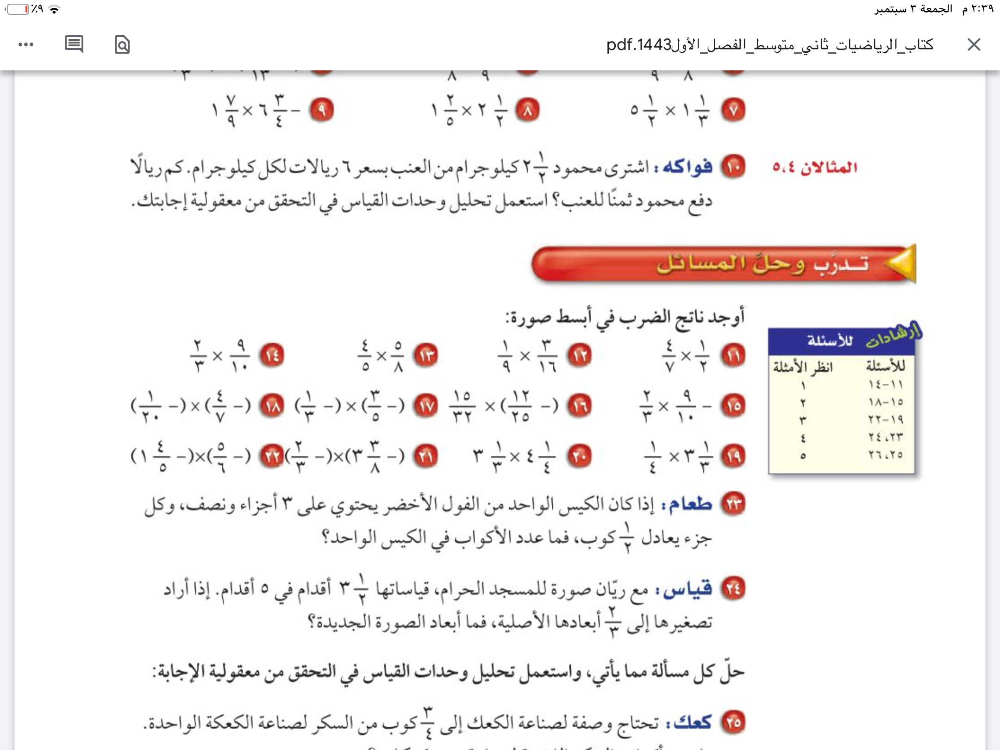 ٢:٣٩ م الجمعة ٣ سبتمبر ٩٪
كتاب_الرياضيات_ثاني_متوسط_الفصل_الأول1443.pdf
٧ ١ ١/٣ × ٥ ١/٢ ٨ ٢ ١/٢ × ١ ٢/٥ ٩ −٦ ٣/٤ × ١ ٧/٩
المثالان ٤، ٥ ١٠ فواكه: اشترى محمود ٢ ١/٢ كيلو جرام من العنب بسعر ٦ ريالات لكل كيلو جرام. كم ريالًا
دفع محمود ثمنًا للعنب؟ استعمل تحليل وحدات القياس في التحقق من معقولية إجابتك.
تـدرَّب وحلَّ المسائل
أوجد ناتج الضرب في أبسط صورة:
١١ ١/٢ × ٤/٧ ١٢ ٣/١٦ × ١/٩ ١٣ ٥/٨ × ٤/٥ ١٤ ٩/١٠ × ٢/٣
١٥ −٩/١٠ × ٢/٣ ١٦ (−١٢/٢٥) × ١٥/٣٢ ١٧ (−٣/٥) × (−١/٣) ١٨ (−٤/٧) × (−١/٢٠)
١٩ ٣ ١/٣ × ١/٤ ٢٠ ٤ ١/٤ × ٣ ١/٣ ٢١ (−٣ ٣/٨) × (−٢/٣) ٢٢ (−٥/٦) × (−١ ٤/٥)
إرشادات للأسئلة
للأسئلة انظر الأمثلة
١١–١٤ ١
١٥–١٨ ٢
١٩–٢٢ ٣
٢٣، ٢٤ ٤
٢٥، ٢٦ ٥
٢٣ طعام: إذا كان الكيس الواحد من الفول الأخضر يحتوي على ٣ أجزاء ونصف، وكل
جزء يعادل ١/٢ كوب، فما عدد الأكواب في الكيس الواحد؟
٢٤ قياس: مع ريّان صورة للمسجد الحرام، قياساتها ٣ ١/٢ أقدام في ٥ أقدام. إذا أراد
تصغيرها إلى ٢/٣ أبعادها الأصلية، فما أبعاد الصورة الجديدة؟
حلّ كل مسألة مما يأتي، واستعمل تحليل وحدات القياس في التحقق من معقولية الإجابة:
٢٥ كعك: تحتاج وصفة لصناعة الكعك إلى ٣/٤ كوب من السكر لصناعة الكعكة الواحدة.